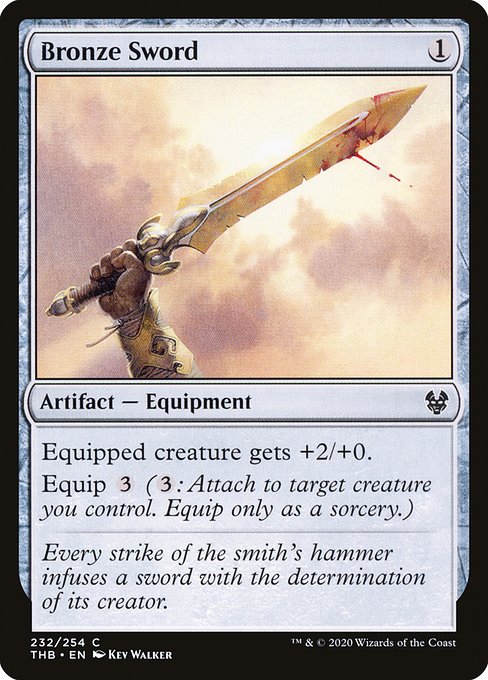 Bronze Sword 1
Artifact — Equipment
Equipped creature gets +2/+0.
Equip 3 (3: Attach to target creature
you control. Equip only as a sorcery.)
Every strike of the smith's hammer
infuses a sword with the determination
of its creator.
232/254 C
THB • EN Kev Walker
™ & © 2020 Wizards of the Coast